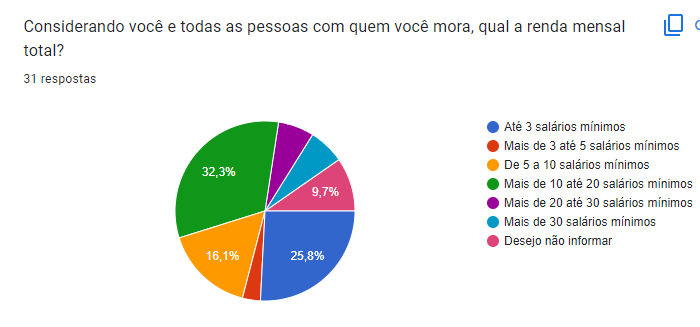 Considerando você e todas as pessoas com quem você mora, qual a renda mensal
total?
31 respostas
Até 3 salários mínimos
Mais de 3 até 5 salários mínimos
De 5 a 10 salários mínimos
Mais de 10 até 20 salários mínimos
Mais de 20 até 30 salários mínimos
Mais de 30 salários mínimos
Desejo não informar
32,3%
9,7%
16,1%
25,8%